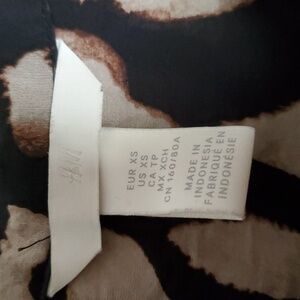 H&M
EUR XS
US XS
CA TP
MX XCH
CN 160/80A
MADE IN
INDONESIA
FABRIQUÉ EN
INDONÉSIE